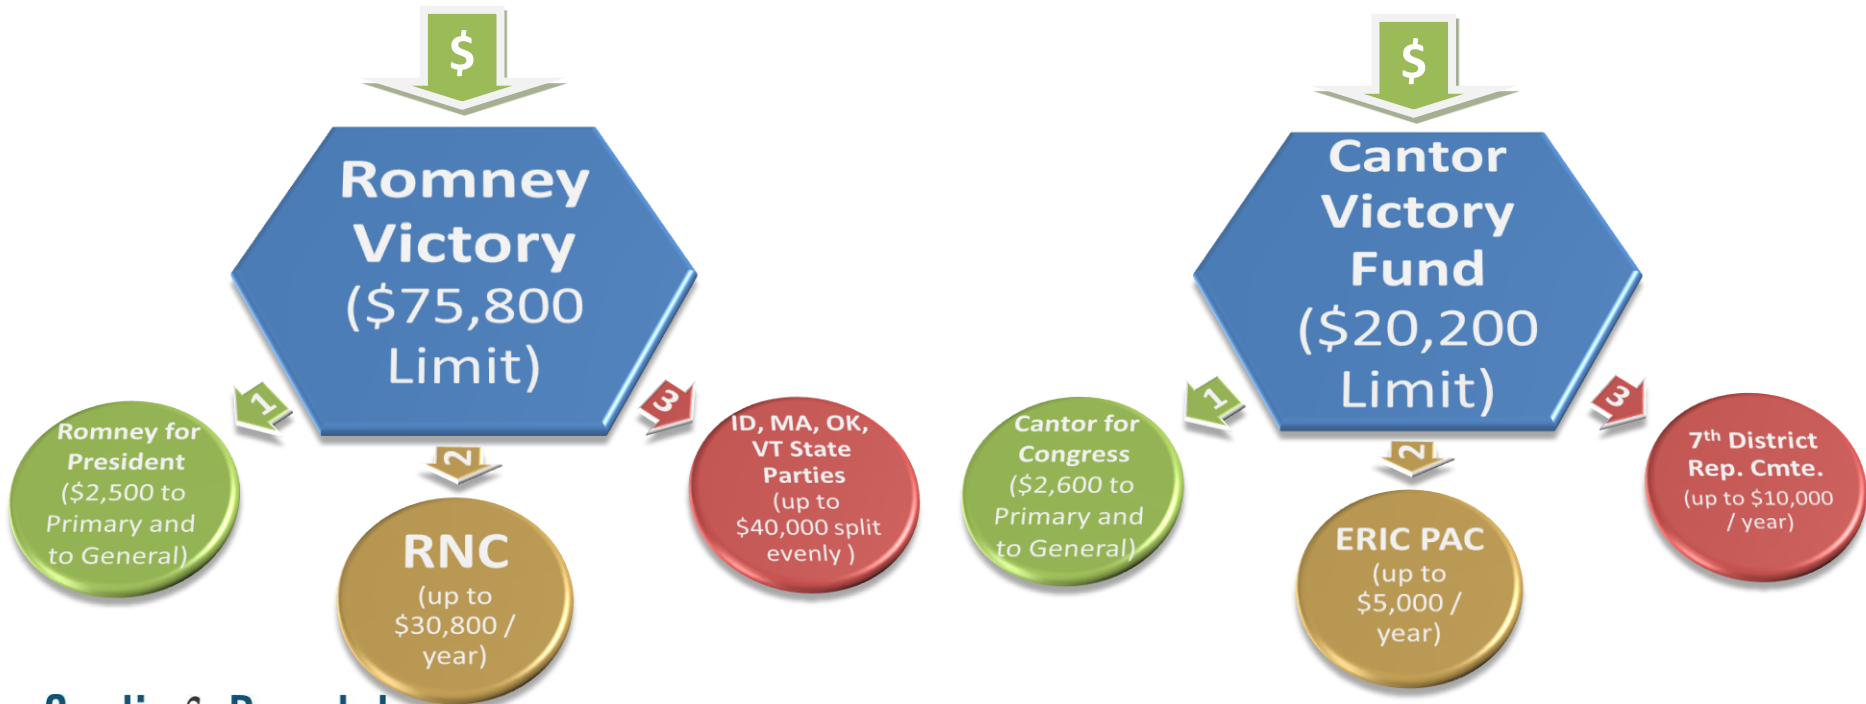 $
Romney
Victory
($75,800
Limit)
1
2
3
Romney for
President
($2,500 to
Primary and
to General)
RNC
(up to
$30,800 /
year)
ID, MA, OK,
VT State
Parties
(up to
$40,000 split
evenly )
$
Cantor
Victory
Fund
($20,200
Limit)
1
2
3
Cantor for
Congress
($2,600 to
Primary and
to General)
ERIC PAC
(up to
$5,000 /
year)
7th District
Rep. Cmte.
(up to $10,000
/ year)